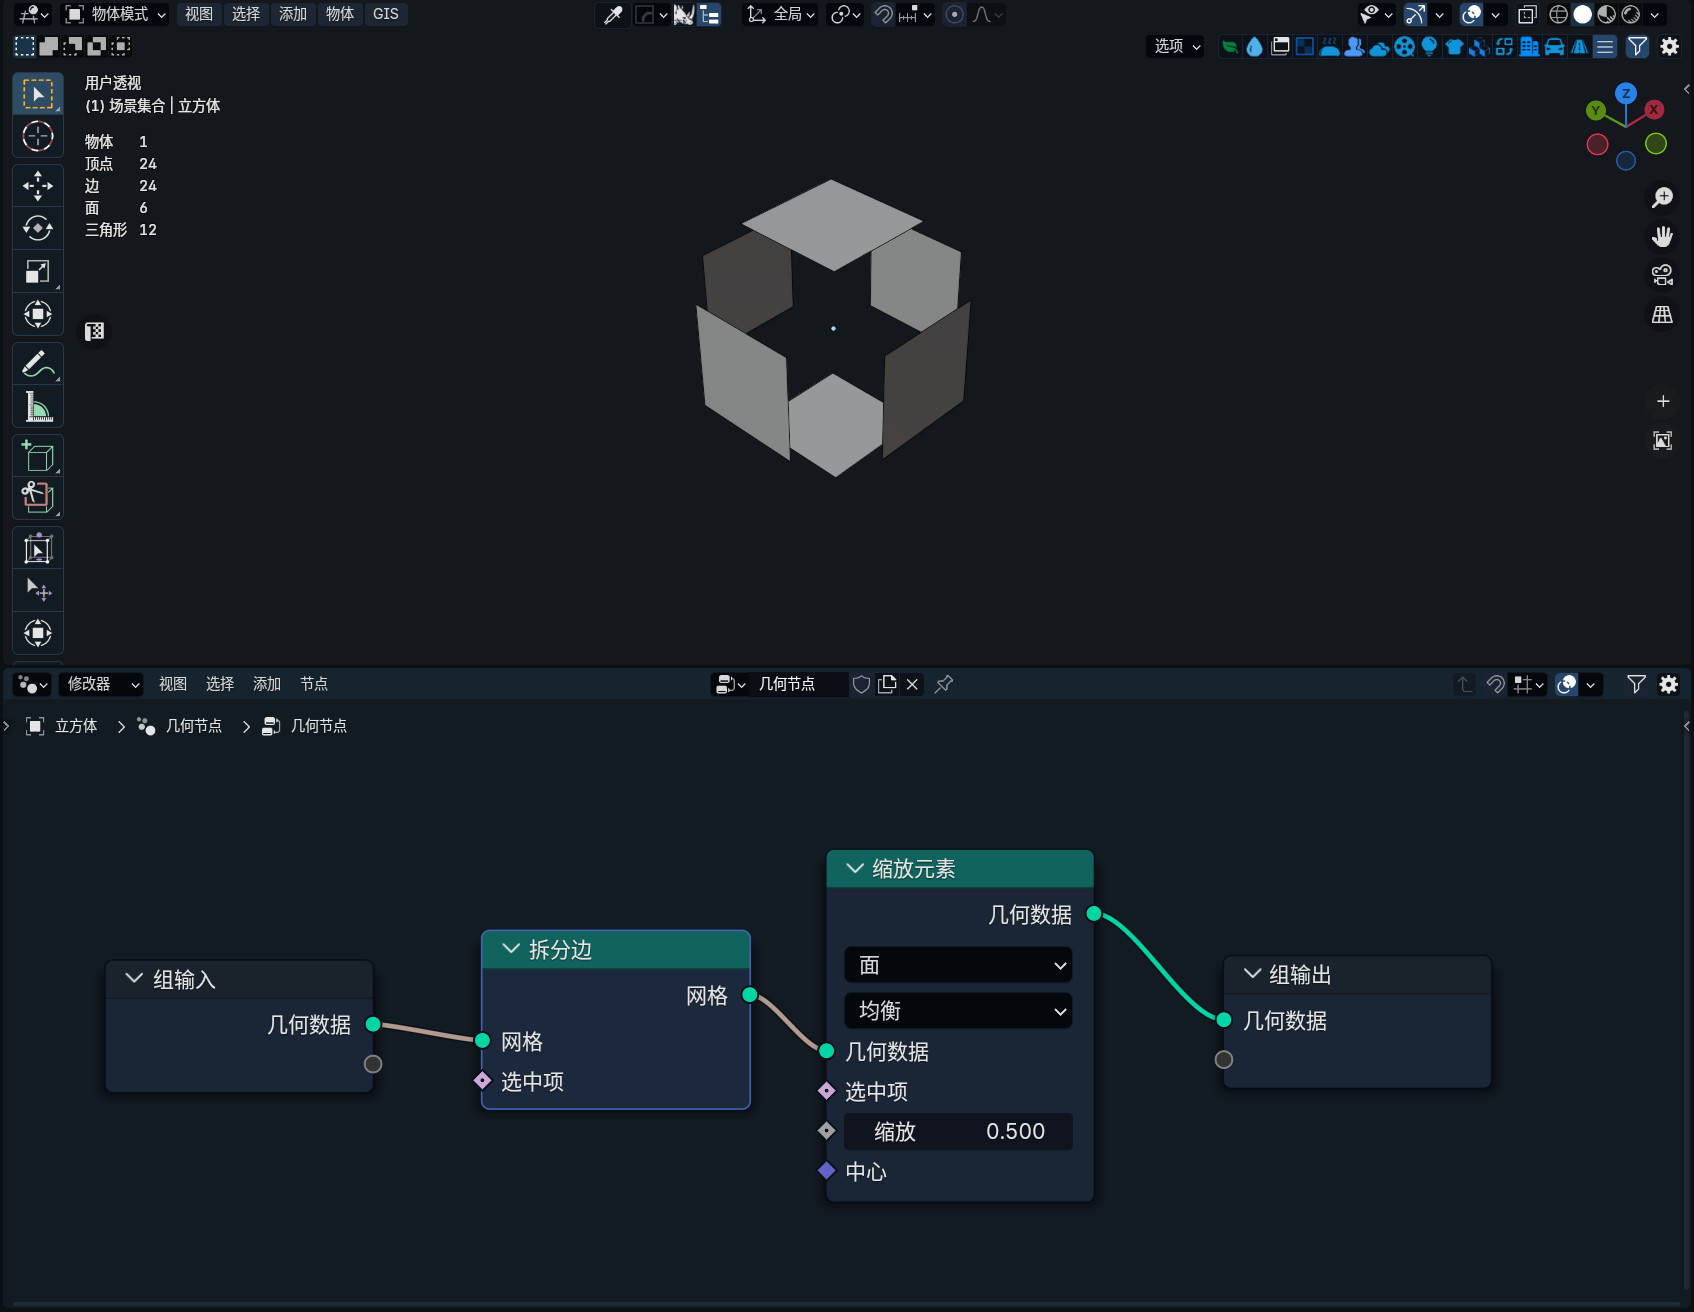 物体模式 视图 选择 添加 物体 GIS 全局
选项
用户透视
(1) 场景集合 | 立方体
物体 1
顶点 24
边 24
面 6
三角形 12
Z
Y
X
修改器 视图 选择 添加 节点 几何节点
立方体 几何节点 几何节点
组输入
几何数据
拆分边
网格
网格
选中项
缩放元素
几何数据
面
均衡
几何数据
选中项
缩放 0.500
中心
组输出
几何数据